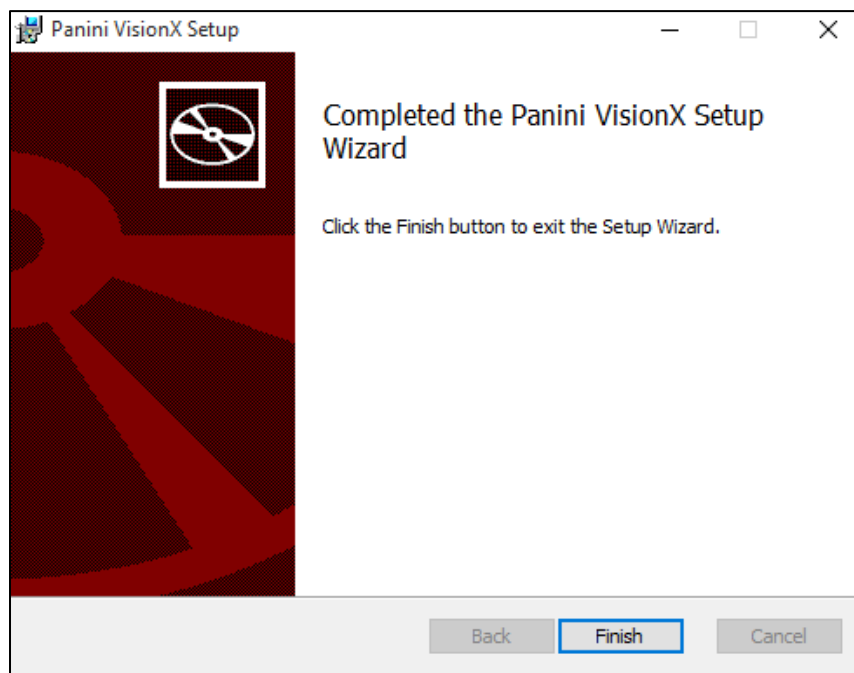 Panini VisionX Setup
Completed the Panini VisionX Setup
Wizard
Click the Finish button to exit the Setup Wizard.
Back
Finish
Cancel